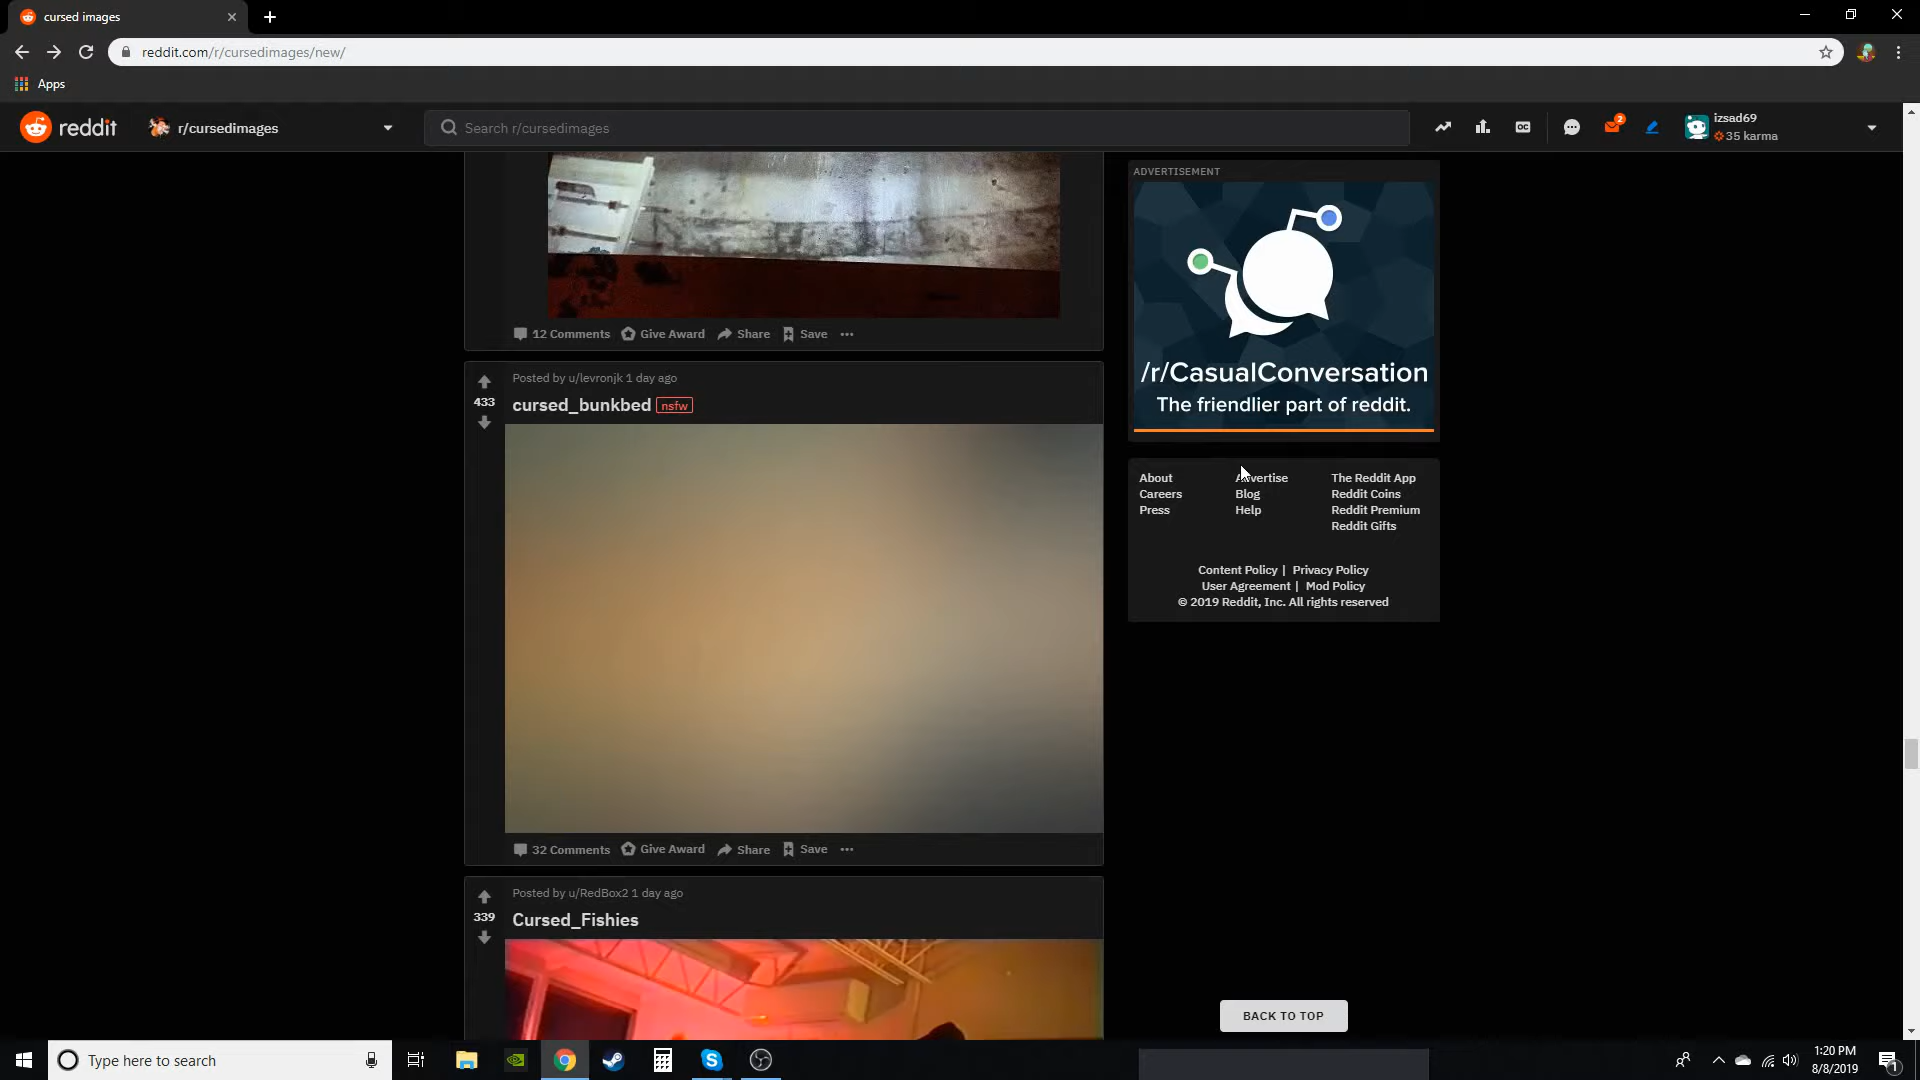 cursed images
reddit.com/r/cursedimages/new/
Apps
reddit
r/cursedimages
Search r/cursedimages
2
izsad69
35 karma
12 Comments
Give Award
Share
Save
Posted by u/levronjk 1 day ago
433
cursed_bunkbed nsfw
32 Comments
Give Award
Share
Save
Posted by u/RedBox2 1 day ago
339
Cursed_Fishies
ADVERTISEMENT
/r/CasualConversation
The friendlier part of reddit.
About
Careers
Press
Advertise
Blog
Help
The Reddit App
Reddit Coins
Reddit Premium
Reddit Gifts
Content Policy | Privacy Policy
User Agreement | Mod Policy
© 2019 Reddit, Inc. All rights reserved
BACK TO TOP
Type here to search
1:20 PM
8/8/2019
1